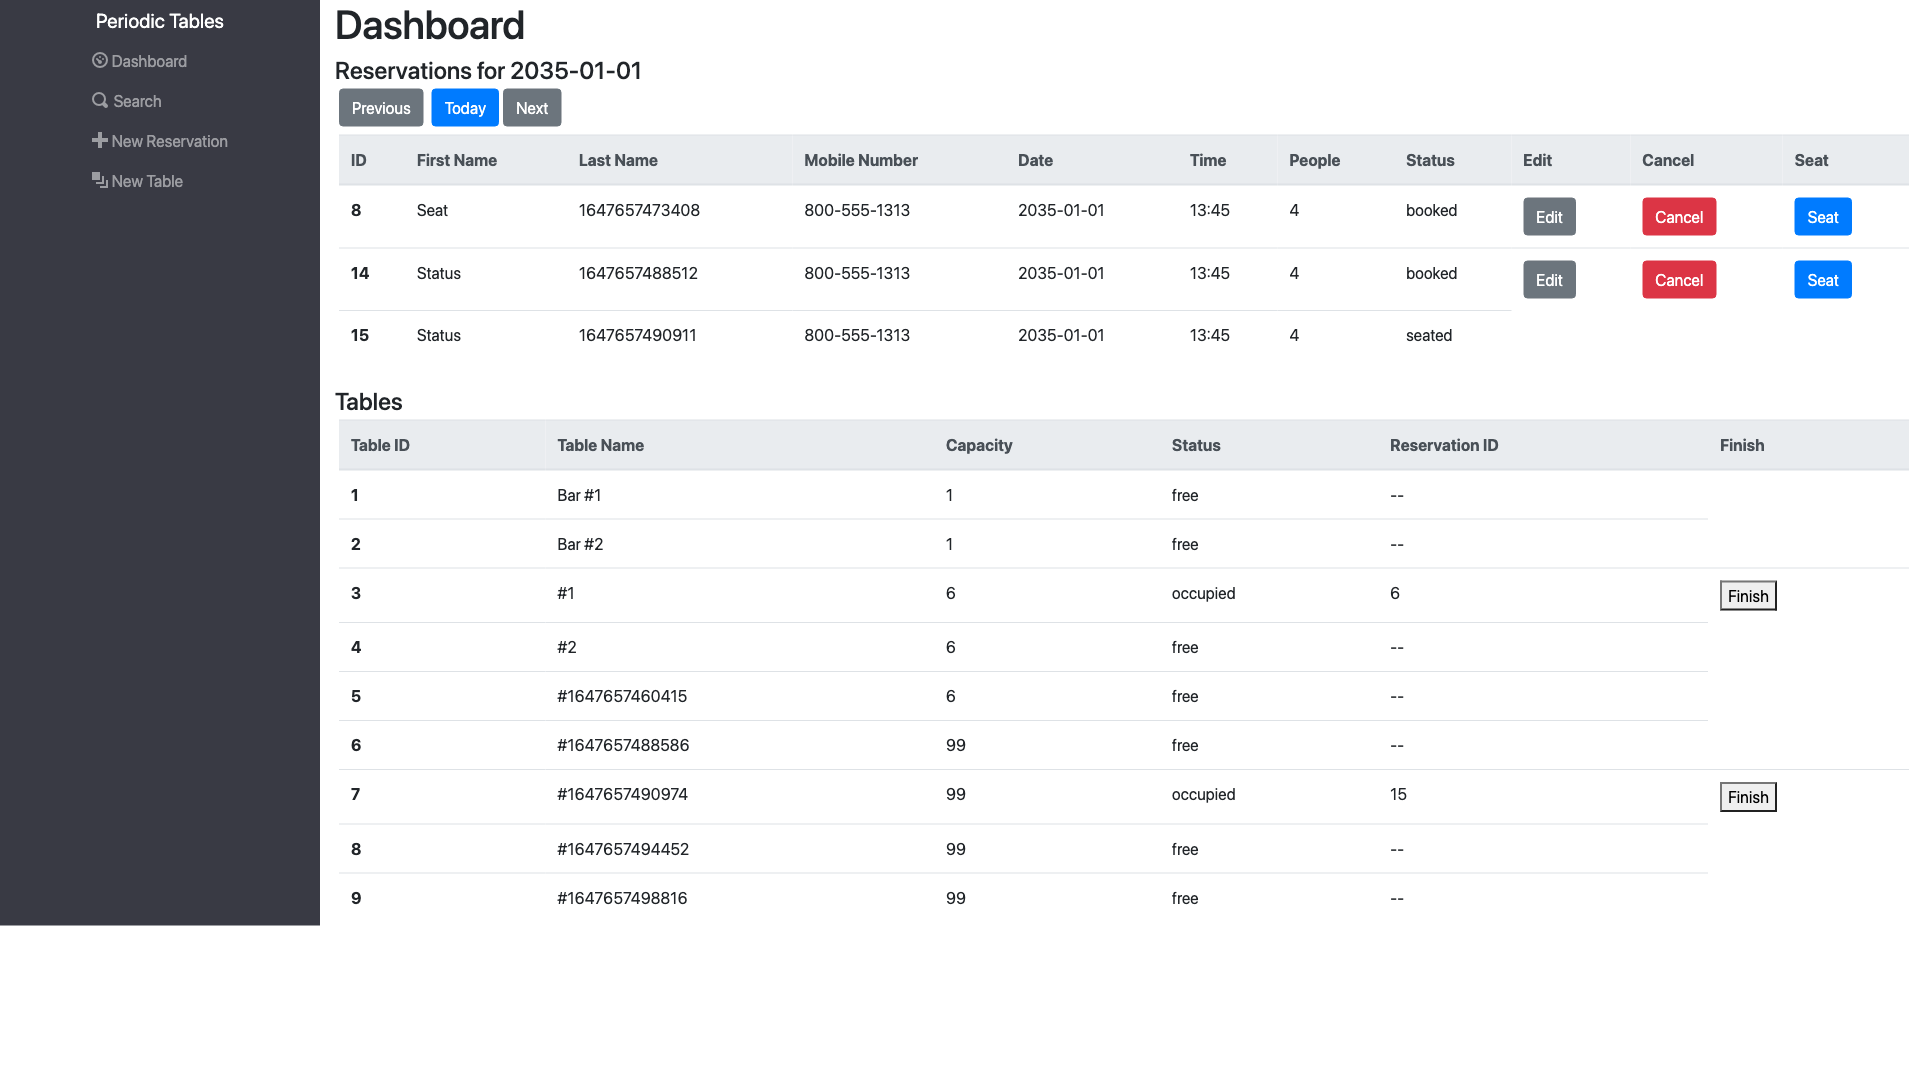 Periodic Tables
Dashboard
Search
New Reservation
New Table
Dashboard
Reservations for 2035-01-01
Previous Today Next
ID First Name Last Name Mobile Number Date Time People Status Edit Cancel Seat
8 Seat 1647657473408 800-555-1313 2035-01-01 13:45 4 booked Edit Cancel Seat
14 Status 1647657488512 800-555-1313 2035-01-01 13:45 4 booked Edit Cancel Seat
15 Status 1647657490911 800-555-1313 2035-01-01 13:45 4 seated
Tables
Table ID Table Name Capacity Status Reservation ID Finish
1 Bar #1 1 free --
2 Bar #2 1 free --
3 #1 6 occupied 6 Finish
4 #2 6 free --
5 #1647657460415 6 free --
6 #1647657488586 99 free --
7 #1647657490974 99 occupied 15 Finish
8 #1647657494452 99 free --
9 #1647657498816 99 free --